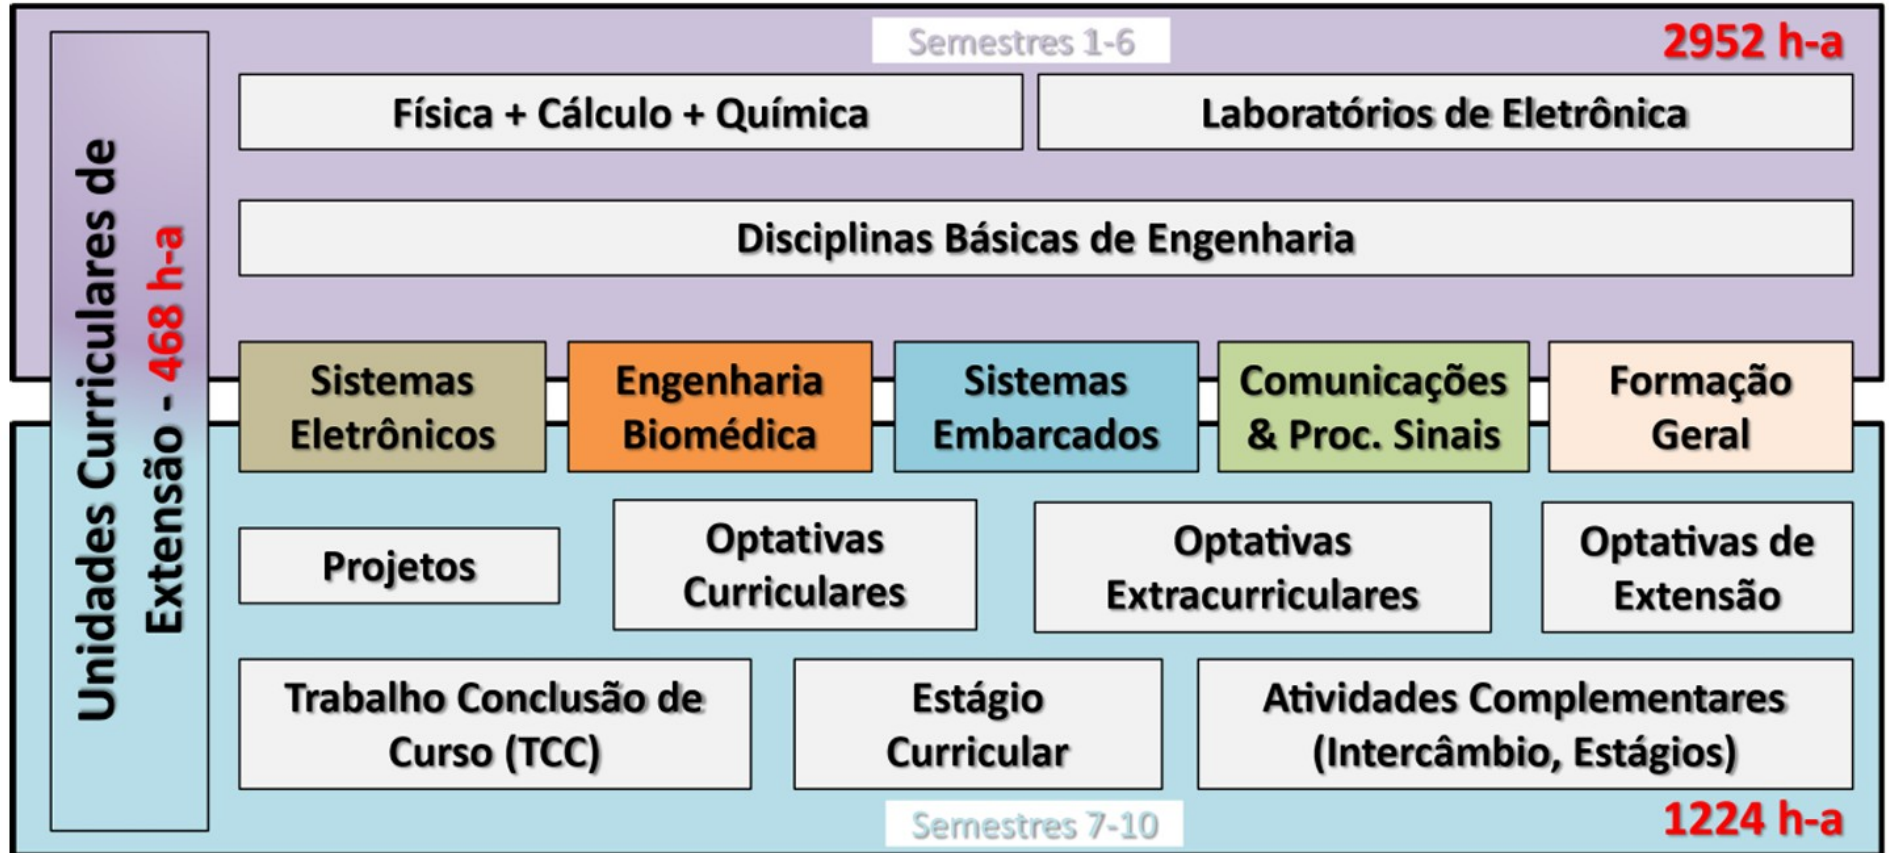 Semestres 1-6
2952 h-a
Unidades Curriculares de
Extensão - 468 h-a
Física + Cálculo + Química
Laboratórios de Eletrônica
Disciplinas Básicas de Engenharia
Sistemas
Eletrônicos
Engenharia
Biomédica
Sistemas
Embarcados
Comunicações
& Proc. Sinais
Formação
Geral
Projetos
Optativas
Curriculares
Optativas
Extracurriculares
Optativas de
Extensão
Trabalho Conclusão de
Curso (TCC)
Estágio
Curricular
Atividades Complementares
(Intercâmbio, Estágios)
Semestres 7-10
1224 h-a